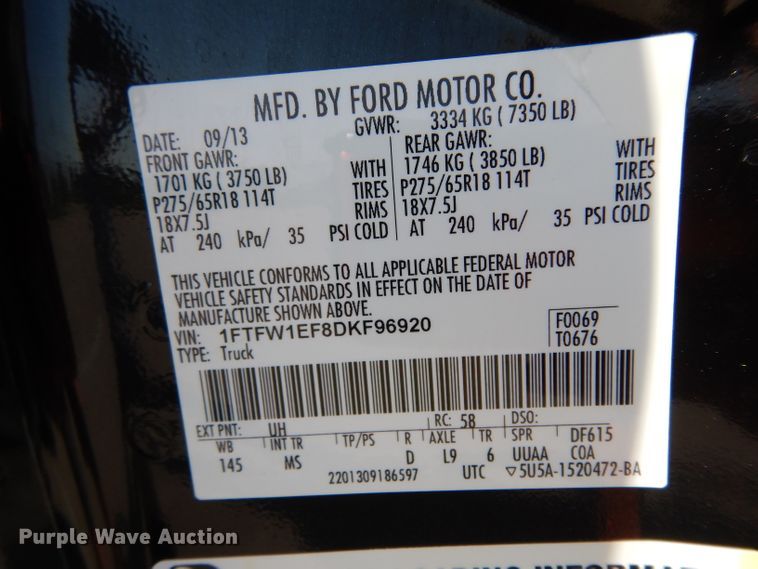 MFD. BY FORD MOTOR CO.
DATE: 09/13 GVWR: 3334 KG ( 7350 LB)
FRONT GAWR: REAR GAWR:
1701 KG ( 3750 LB) WITH 1746 KG ( 3850 LB) WITH
P275/65R18 114T TIRES P275/65R18 114T TIRES
18X7.5J RIMS 18X7.5J RIMS
AT 240 kPa/ 35 PSI COLD AT 240 kPa/ 35 PSI COLD
THIS VEHICLE CONFORMS TO ALL APPLICABLE FEDERAL MOTOR
VEHICLE SAFETY STANDARDS IN EFFECT ON THE DATE OF
MANUFACTURE SHOWN ABOVE.
VIN: 1FTFW1EF8DKF96920 F0069
TYPE: Truck T0676
EXT PNT: UH RC: 58 DSO:
WB INT TR TP/PS R AXLE TR SPR DF615
145 MS D L9 6 UUAA COA
2201309186597 UTC ▽5U5A-1520472-BA
Purple Wave Auction